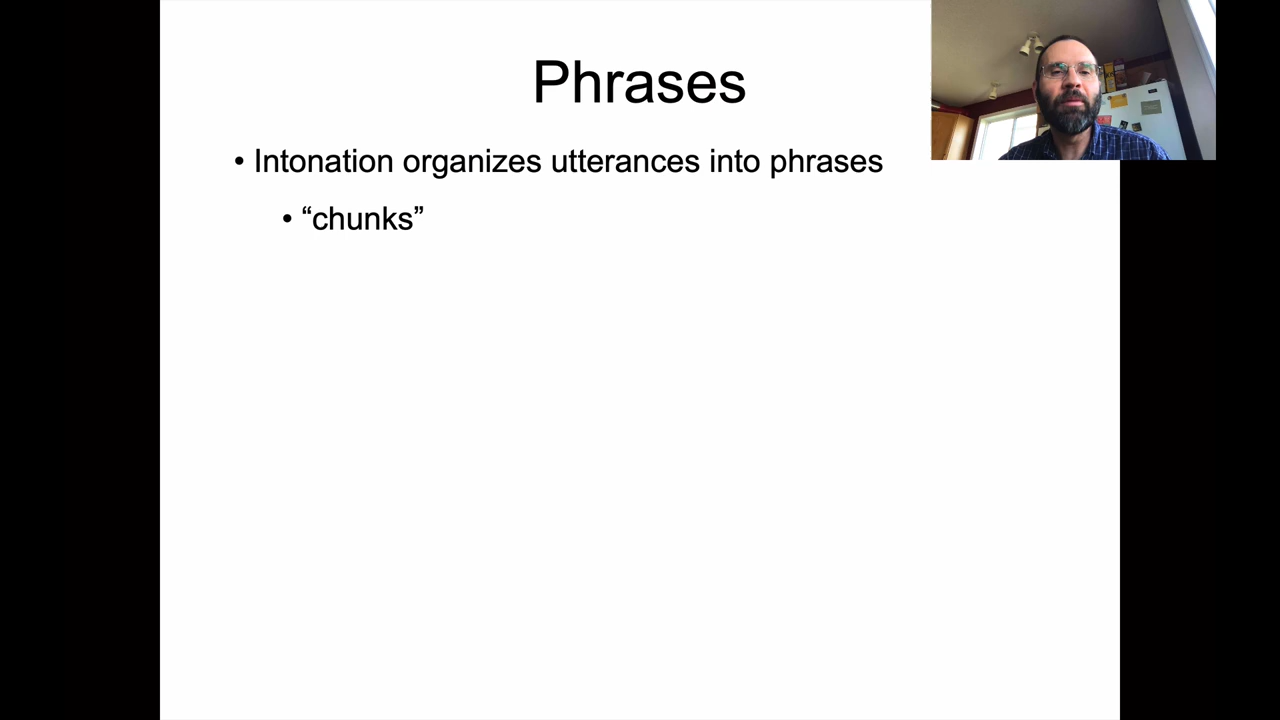 Phrases
• Intonation organizes utterances into phrases
• “chunks”